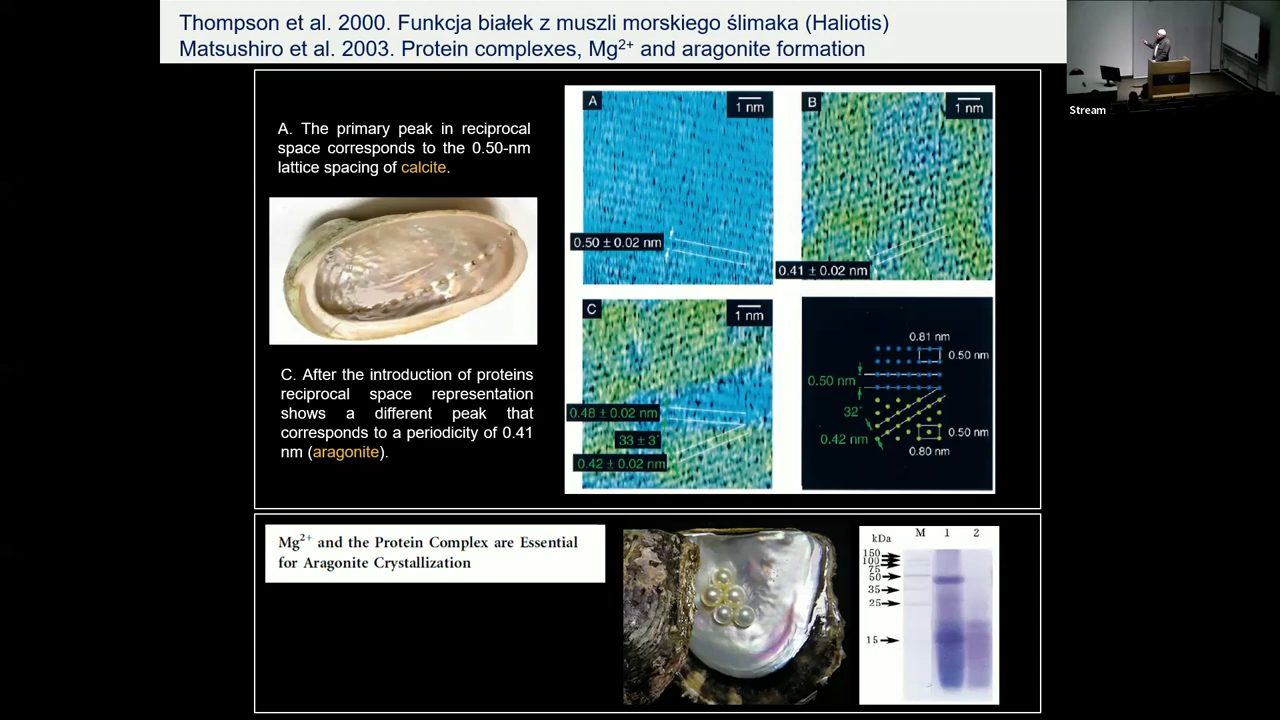 Thompson et al. 2000. Funkcja białek z muszli morskiego ślimaka (Haliotis)
Matsushiro et al. 2003. Protein complexes, Mg²⁺ and aragonite formation
Stream
A. The primary peak in reciprocal
space corresponds to the 0.50-nm
lattice spacing of calcite.
A
1 nm
0.50 ± 0.02 nm
B
1 nm
0.41 ± 0.02 nm
C. After the introduction of proteins
reciprocal space representation
shows a different peak that
corresponds to a periodicity of 0.41
nm (aragonite).
C
1 nm
0.48 ± 0.02 nm
33 ± 3°
0.42 ± 0.02 nm
0.81 nm
0.50 nm
0.50 nm
32°
0.42 nm
0.50 nm
0.80 nm
Mg²⁺ and the Protein Complex are Essential
for Aragonite Crystallization
kDa M 1 2
150
100
75
50
35
25
15